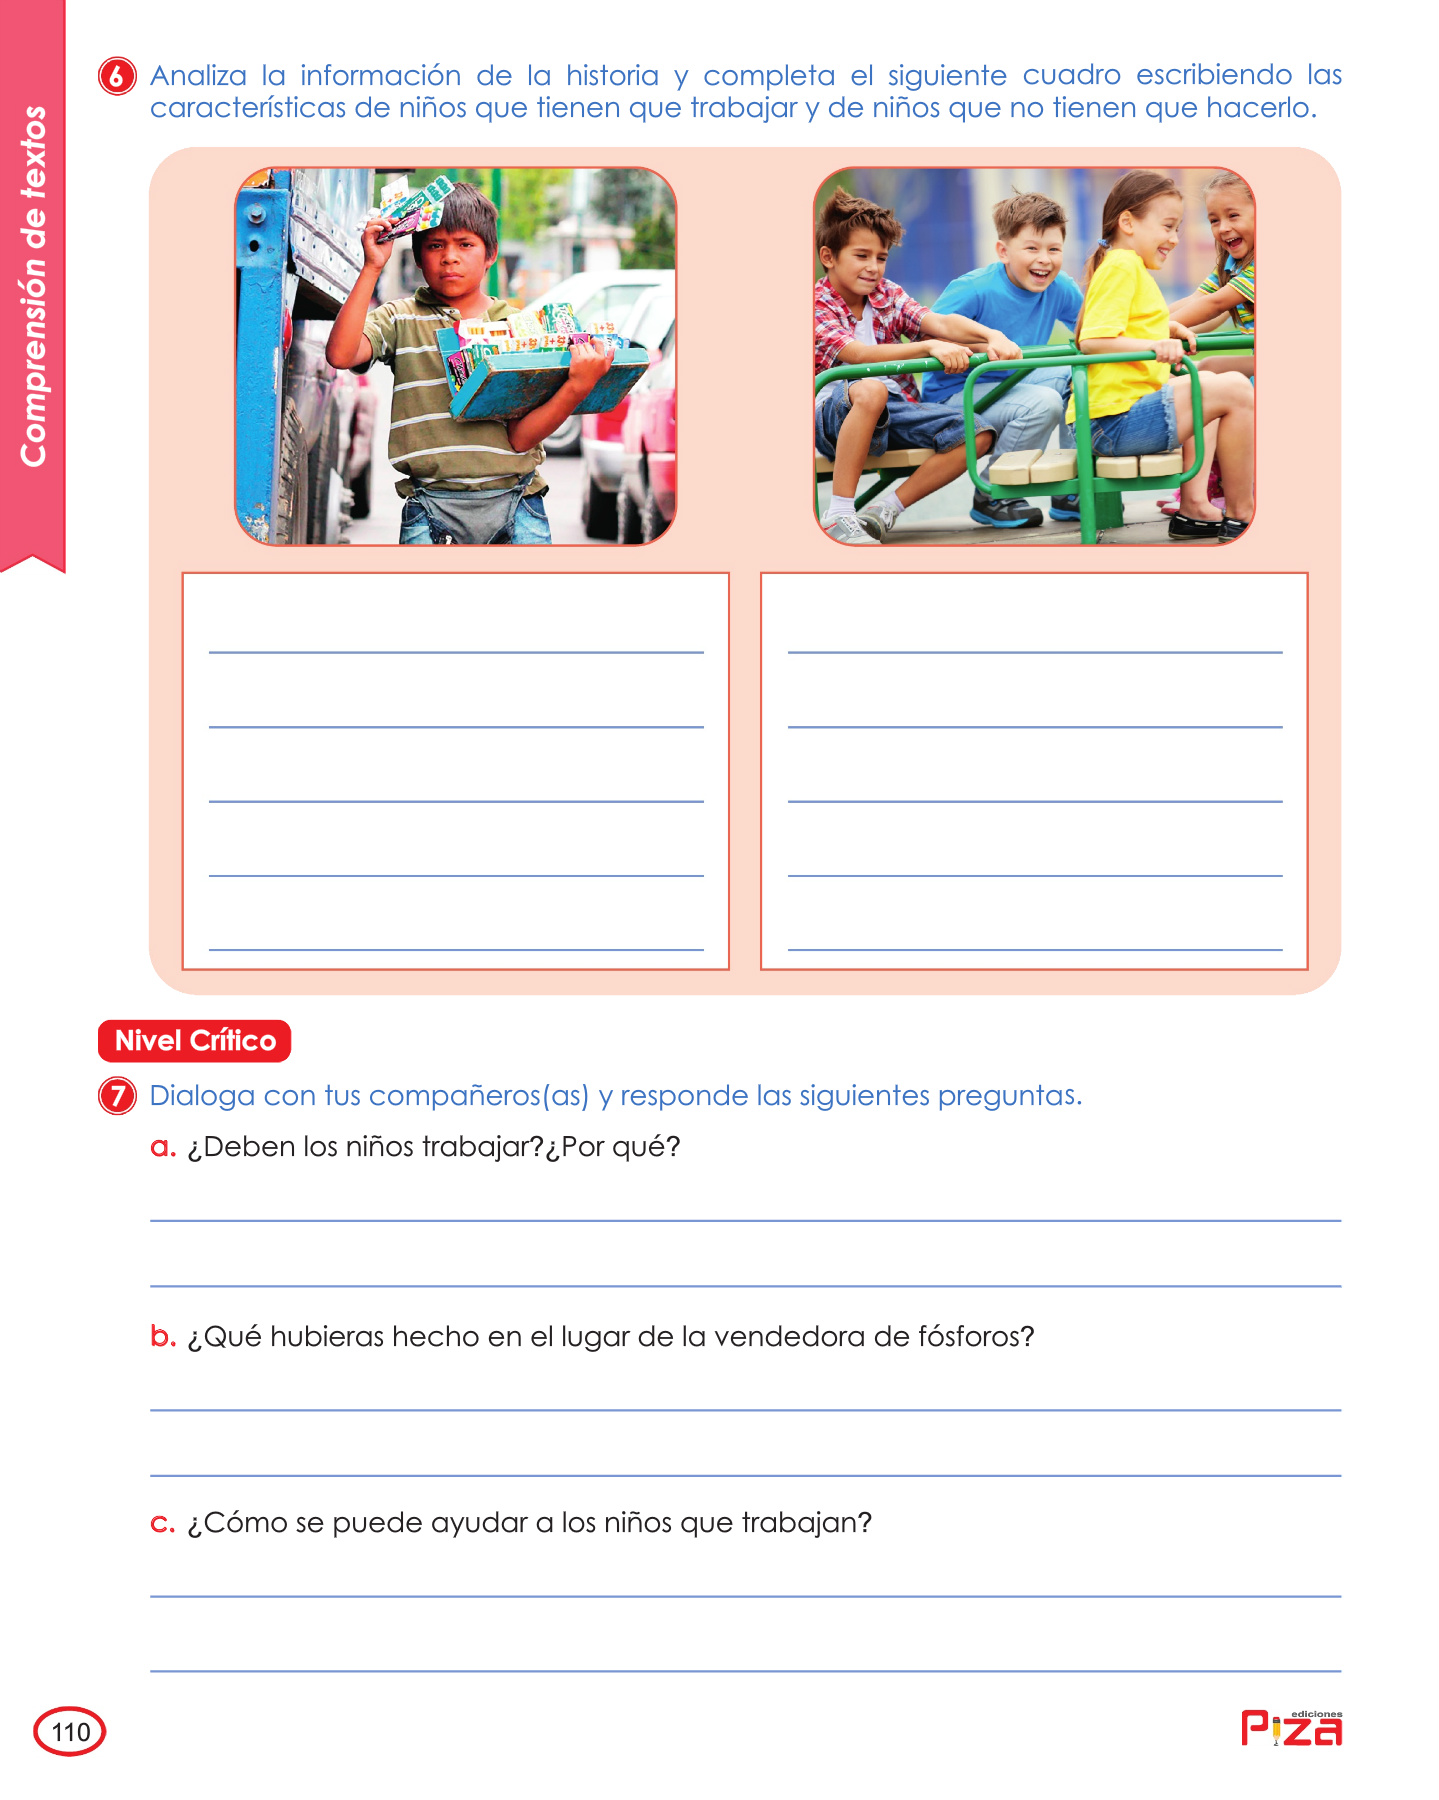 Comprensión de textos
6 Analiza la información de la historia y completa el siguiente cuadro escribiendo las
características de niños que tienen que trabajar y de niños que no tienen que hacerlo.
Nivel Crítico
7 Dialoga con tus compañeros(as) y responde las siguientes preguntas.
a. ¿Deben los niños trabajar?¿Por qué?
b. ¿Qué hubieras hecho en el lugar de la vendedora de fósforos?
c. ¿Cómo se puede ayudar a los niños que trabajan?
110
ediciones
Piza